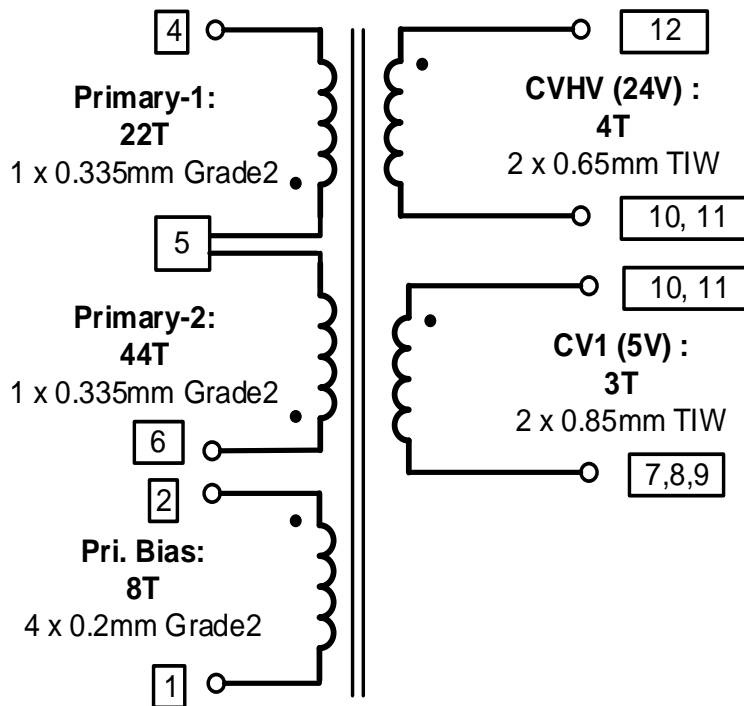 4
Primary-1:
22T
1 x 0.335mm Grade2
5
Primary-2:
44T
1 x 0.335mm Grade2
6
2
Pri. Bias:
8T
4 x 0.2mm Grade2
1
12
CVHV (24V) :
4T
2 x 0.65mm TIW
10, 11
10, 11
CV1 (5V) :
3T
2 x 0.85mm TIW
7,8,9